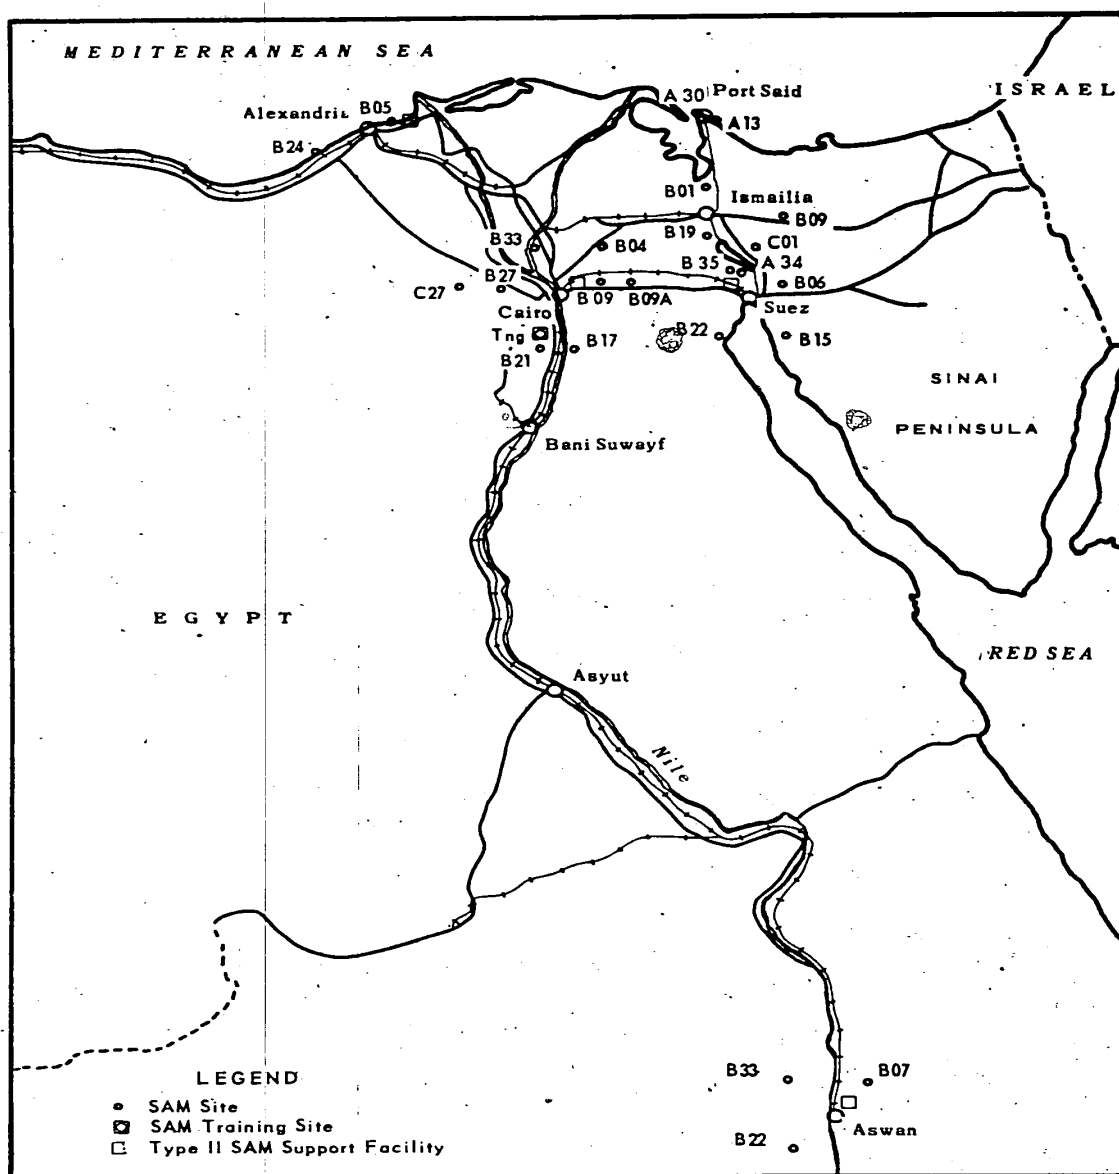 MEDITERRANEAN SEA
ISRAEL
A 30
Port Said
B05
Alexandria
A13
B24
B01
Ismailia
B09
B19
C01
B33
B04
A 34
B 35
B06
B27
C27
B 09
B09A
Cairo
Suez
Tng
B22
B15
B17
B21
SINAI
PENINSULA
Bani Suwayf
EGYPT
RED SEA
Asyut
Nile
B33
B07
Aswan
B22
LEGEND
SAM Site
SAM Training Site
Type II SAM Support Facility